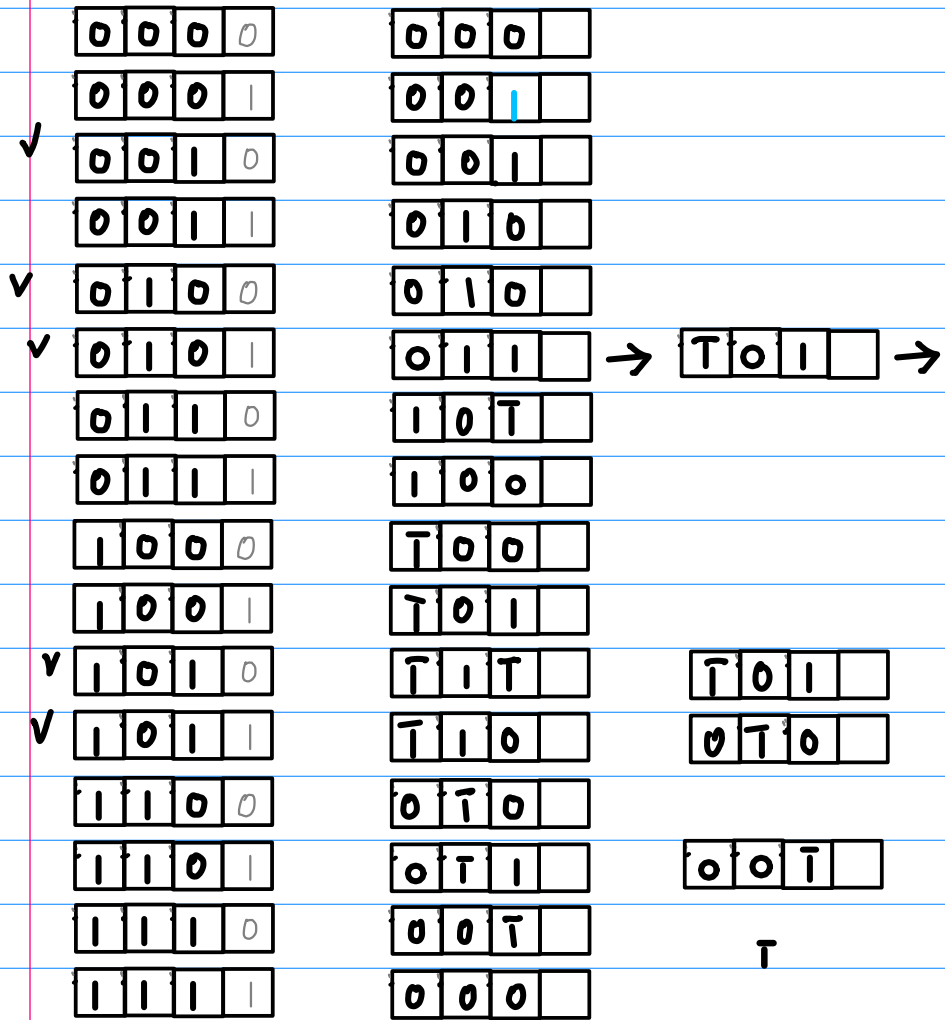 0 0 0 0 0 0 0
0 0 0 1 0 0 1
✓ 0 0 1 0 0 0 1
0 0 1 1 0 1 0
✓ 0 1 0 0 0 1 0
✓ 0 1 0 1 0 1 1 → T 0 1 →
0 1 1 0 1 0 T
0 1 1 1 1 0 0
1 0 0 0 T 0 0
1 0 0 1 T 0 1
✓ 1 0 1 0 T 1 T T 0 1
✓ 1 0 1 1 T 1 0 0 T 0
1 1 0 0 0 T 0
1 1 0 1 0 T 1 0 0 T
1 1 1 0 0 0 T T
1 1 1 1 0 0 0